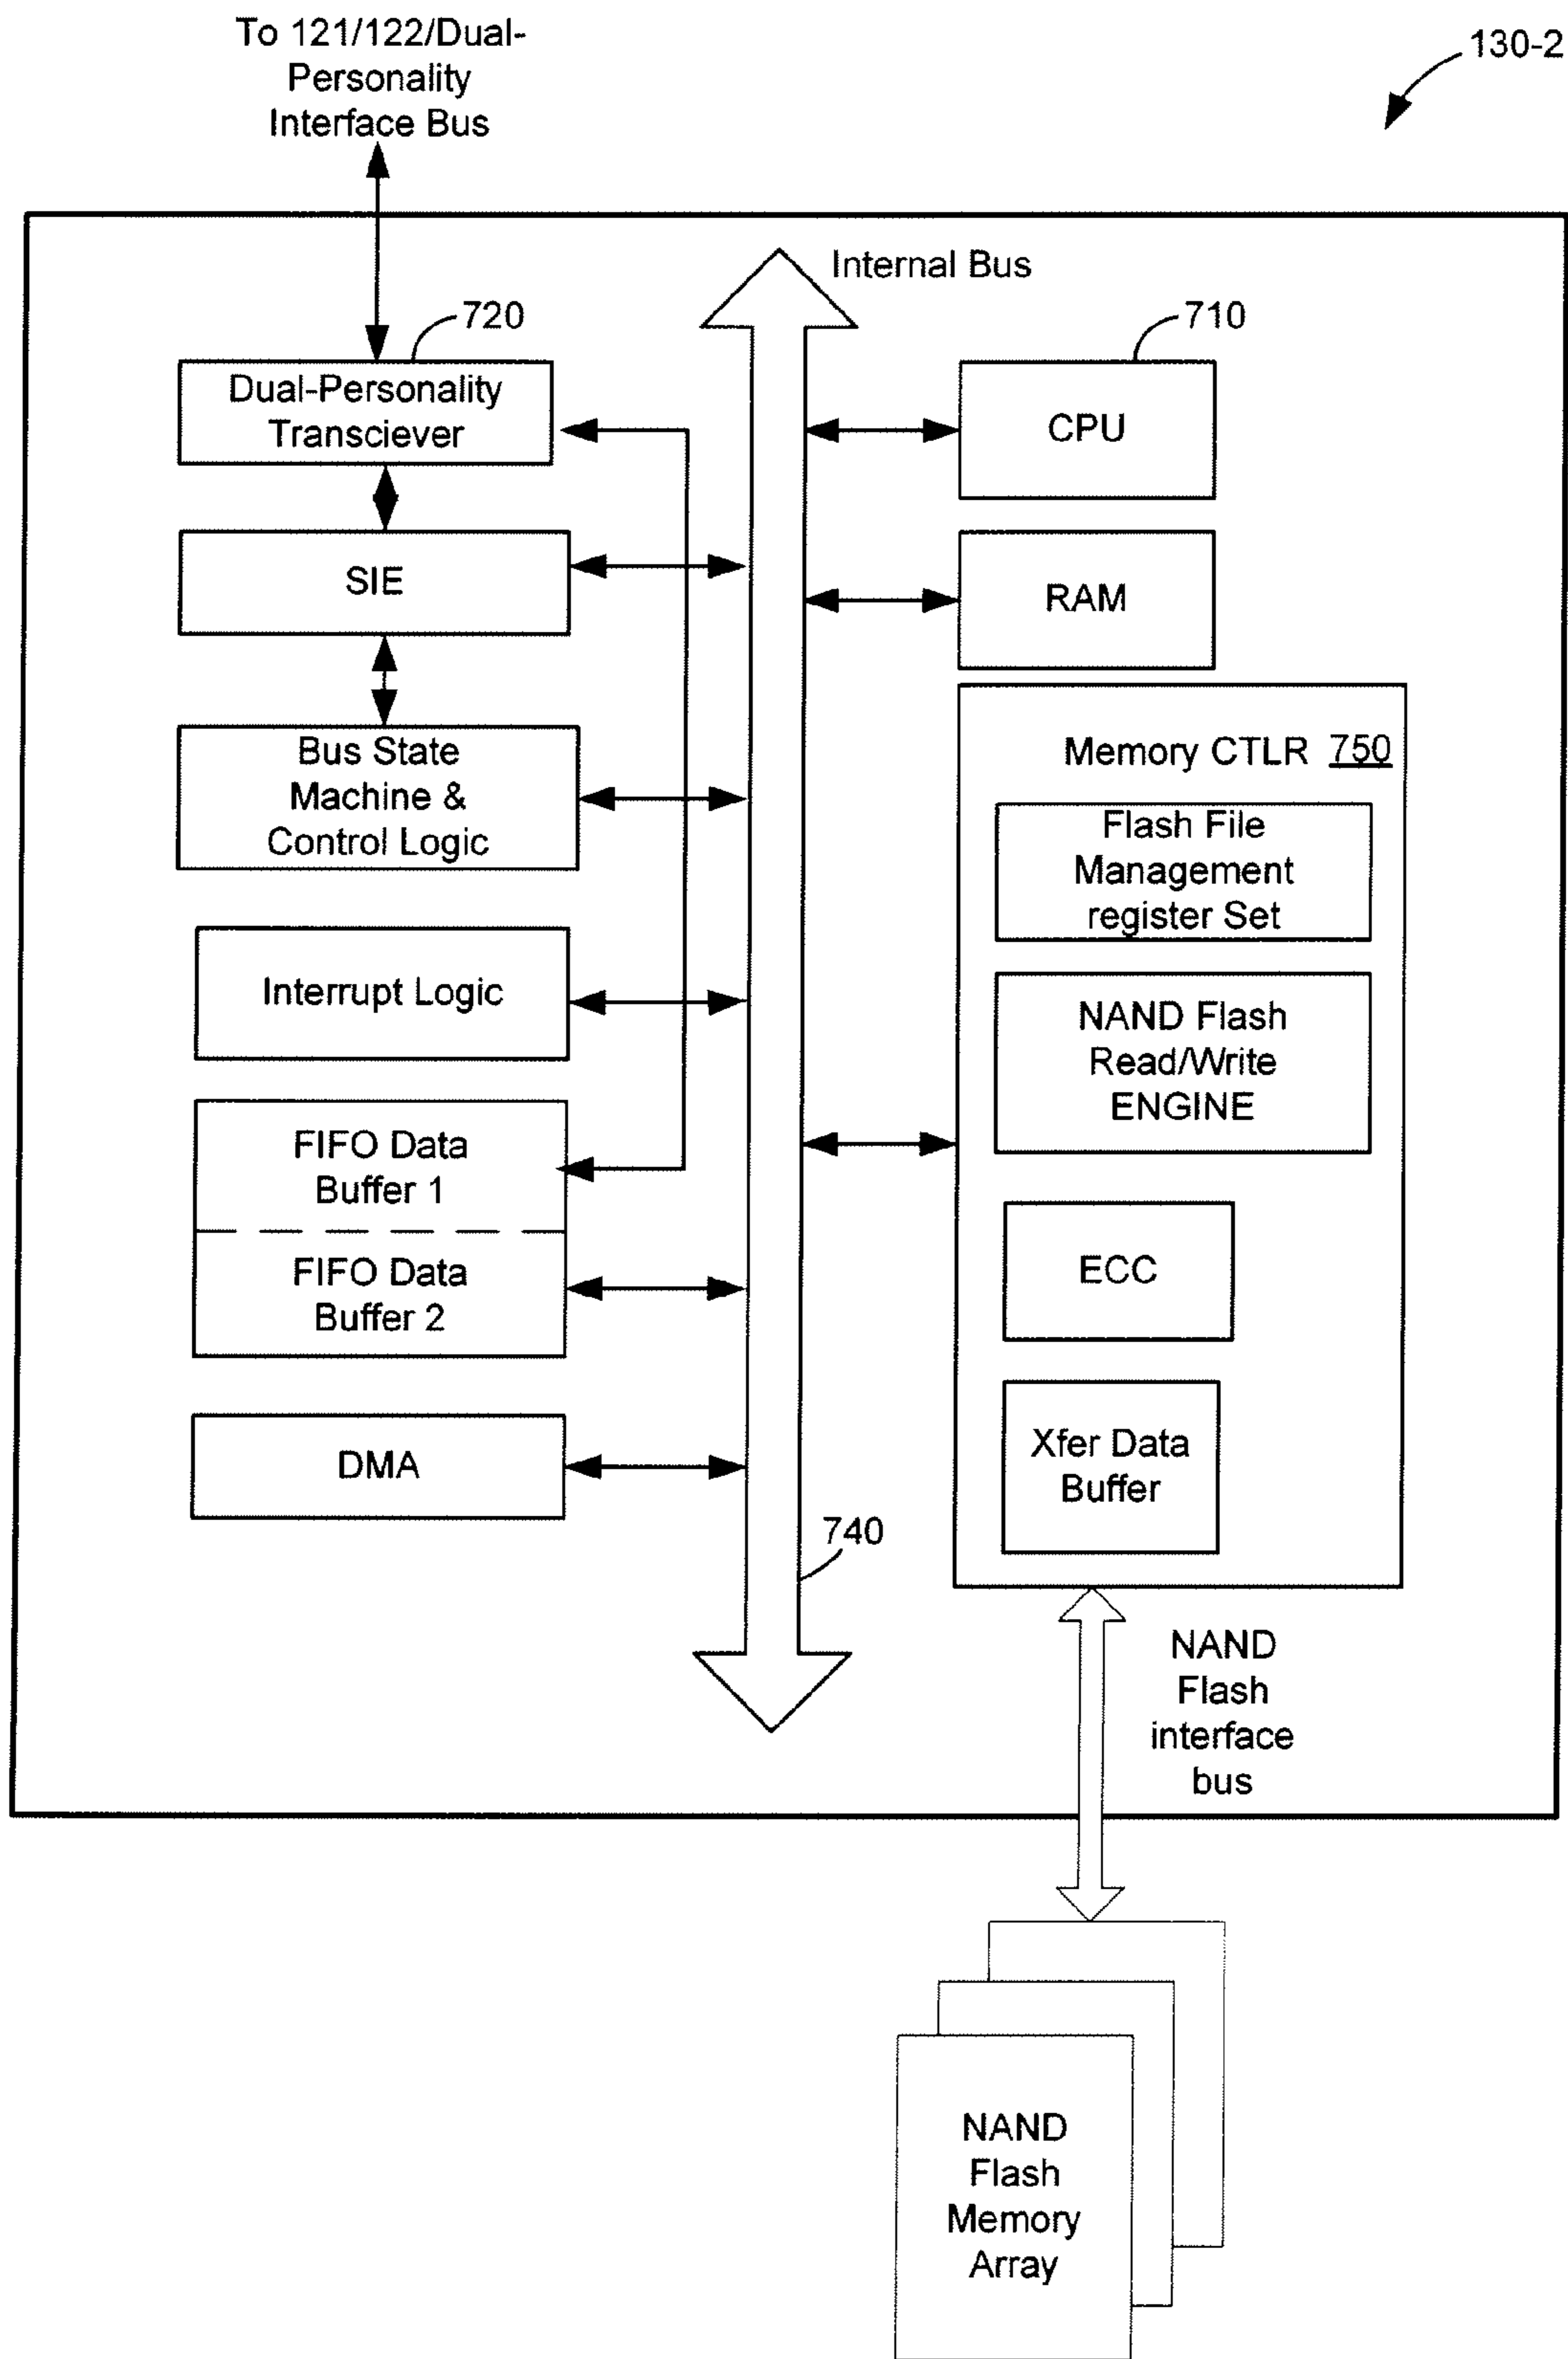 To 121/122/Dual-
Personality
Interface Bus
130-2
Internal Bus
720
710
Dual-Personality
Transciever
CPU
SIE
RAM
Bus State
Machine &
Control Logic
Memory CTLR 750
Flash File
Management
register Set
Interrupt Logic
NAND Flash
Read/Write
ENGINE
FIFO Data
Buffer 1
FIFO Data
Buffer 2
ECC
DMA
Xfer Data
Buffer
740
NAND
Flash
interface
bus
NAND
Flash
Memory
Array